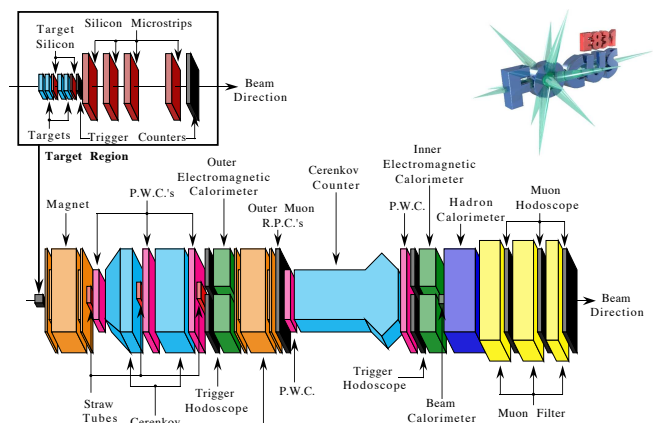 Target
Silicon
Silicon Microstrips
Beam
Direction
Targets
Trigger Counters
Target Region
E831
FOCUS
Magnet
P.W.C.'s
Outer
Electromagnetic
Calorimeter
Outer Muon
R.P.C.'s
Cerenkov
Counter
Inner
Electromagnetic
Calorimeter
P.W.C.
Hadron
Calorimeter
Muon
Hodoscope
Beam
Direction
Straw
Tubes
Cerenkov
Trigger
Hodoscope
P.W.C.
Trigger
Hodoscope
Beam
Calorimeter
Muon Filter